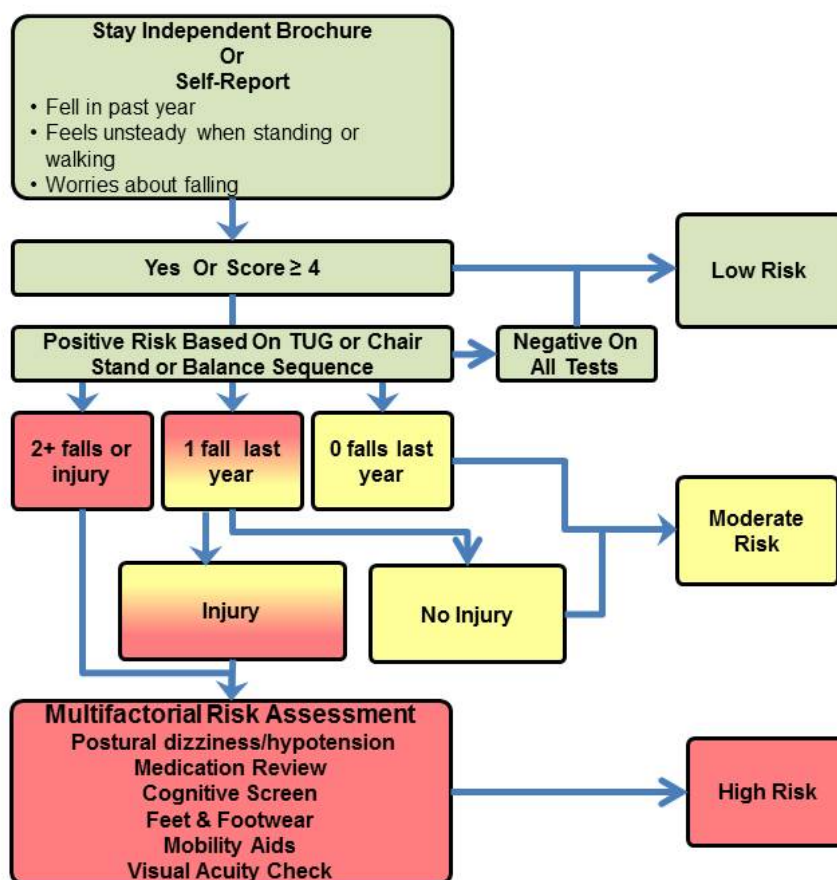 Stay Independent Brochure
Or
Self-Report
• Fell in past year
• Feels unsteady when standing or
walking
• Worries about falling
Yes Or Score ≥ 4
Low Risk
Positive Risk Based On TUG or Chair
Stand or Balance Sequence
Negative On
All Tests
2+ falls or
injury
1 fall last
year
0 falls last
year
Moderate
Risk
Injury
No Injury
Multifactorial Risk Assessment
Postural dizziness/hypotension
Medication Review
Cognitive Screen
Feet & Footwear
Mobility Aids
Visual Acuity Check
High Risk